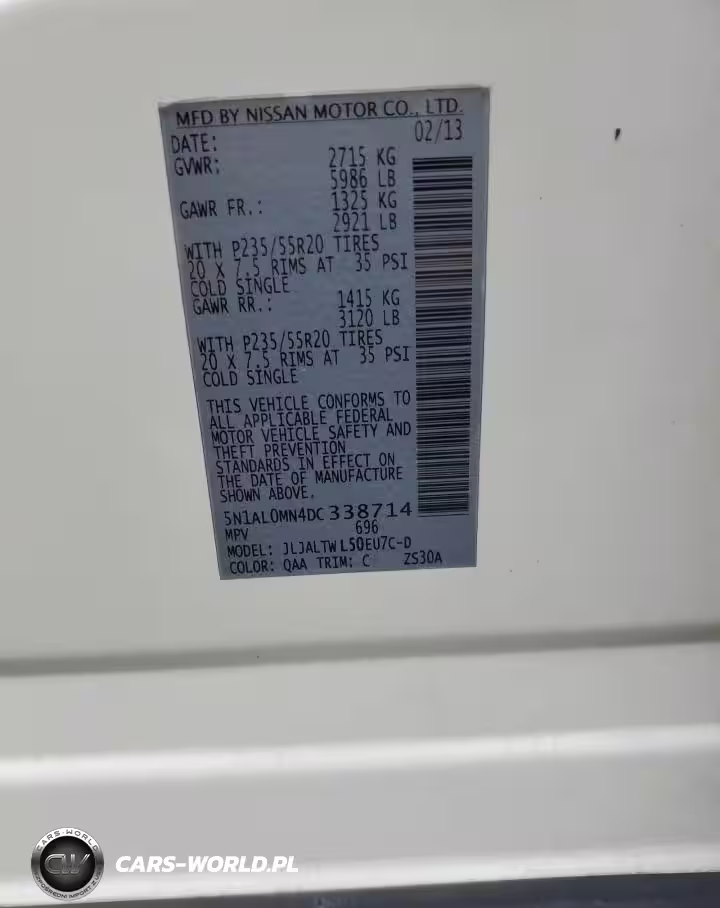 MFD BY NISSAN MOTOR CO., LTD.
DATE: 02/13
GVWR: 2715 KG
5986 LB
GAWR FR.: 1325 KG
2921 LB
WITH P235/55R20 TIRES
20 X 7.5 RIMS AT 35 PSI
COLD SINGLE
GAWR RR.: 1415 KG
3120 LB
WITH P235/55R20 TIRES
20 X 7.5 RIMS AT 35 PSI
COLD SINGLE
THIS VEHICLE CONFORMS TO
ALL APPLICABLE FEDERAL
MOTOR VEHICLE SAFETY AND
THEFT PREVENTION
STANDARDS IN EFFECT ON
THE DATE OF MANUFACTURE
SHOWN ABOVE.
5N1AL0MN4DC338714
MPV 696
MODEL: JLJALTWL50EU7C-D
COLOR: QAA TRIM: C ZS30A
CARS-WORLD
CARS-WORLD.PL